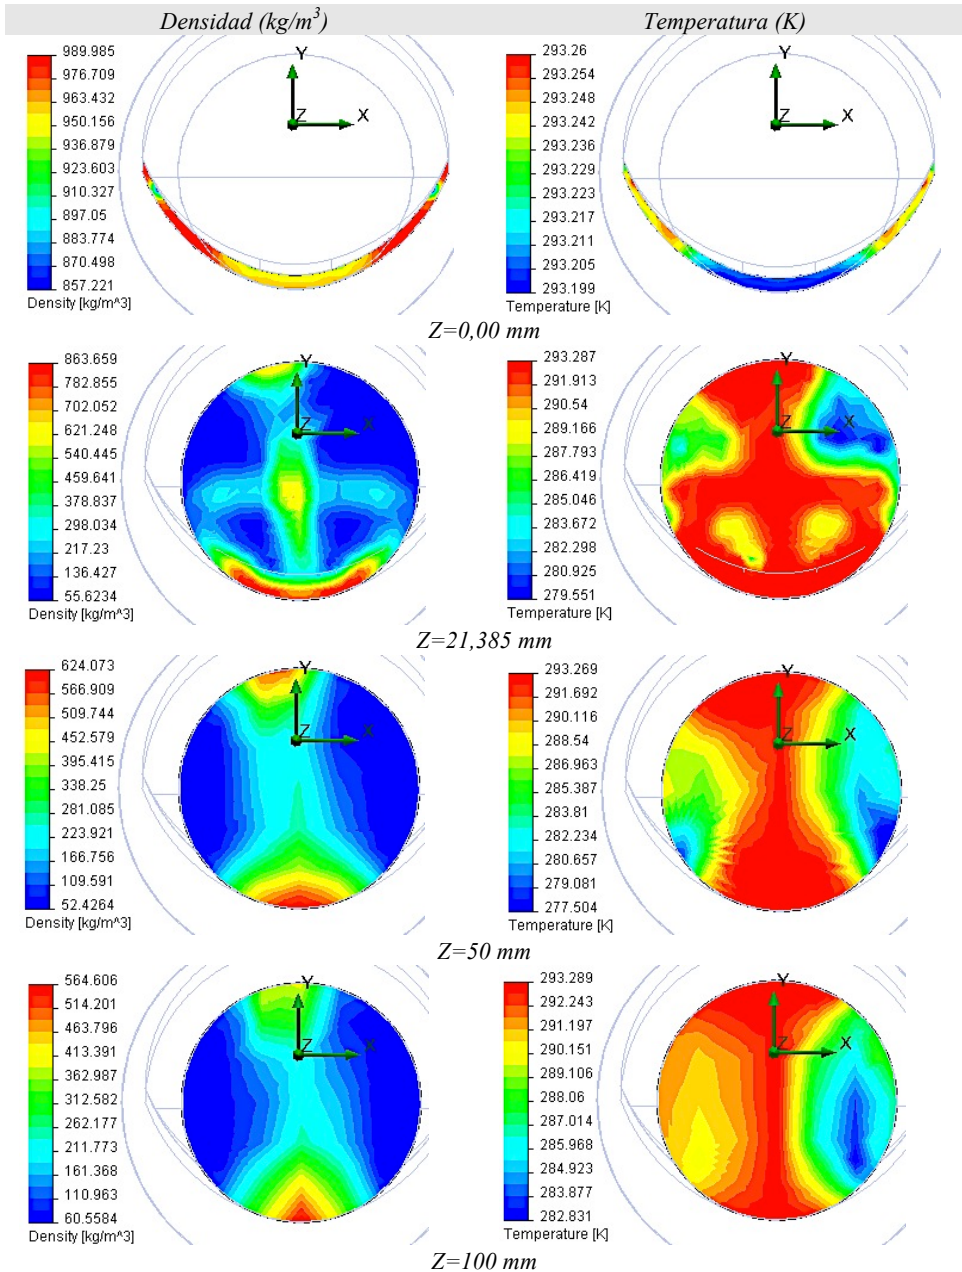 Densidad (kg/m³) Temperatura (K)
989.985
976.709
963.432
950.156
936.879
923.603
910.327
897.05
883.774
870.498
857.221
Density [kg/m^3]
Y
X
Z
293.26
293.254
293.248
293.242
293.236
293.229
293.223
293.217
293.211
293.205
293.199
Temperature [K]
Y
X
Z
Z=0,00 mm
863.659
782.855
702.052
621.248
540.445
459.641
378.837
298.034
217.23
136.427
55.6234
Density [kg/m^3]
Y
X
Z
293.287
291.913
290.54
289.166
287.793
286.419
285.046
283.672
282.298
280.925
279.551
Temperature [K]
Y
X
Z
Z=21,385 mm
624.073
566.909
509.744
452.579
395.415
338.25
281.085
223.921
166.756
109.591
52.4264
Density [kg/m^3]
Y
X
Z
293.269
291.692
290.116
288.54
286.963
285.387
283.81
282.234
280.657
279.081
277.504
Temperature [K]
Y
X
Z
Z=50 mm
564.606
514.201
463.796
413.391
362.987
312.582
262.177
211.773
161.368
110.963
60.5584
Density [kg/m^3]
Y
X
Z
293.289
292.243
291.197
290.151
289.106
288.06
287.014
285.968
284.923
283.877
282.831
Temperature [K]
Y
X
Z
Z=100 mm